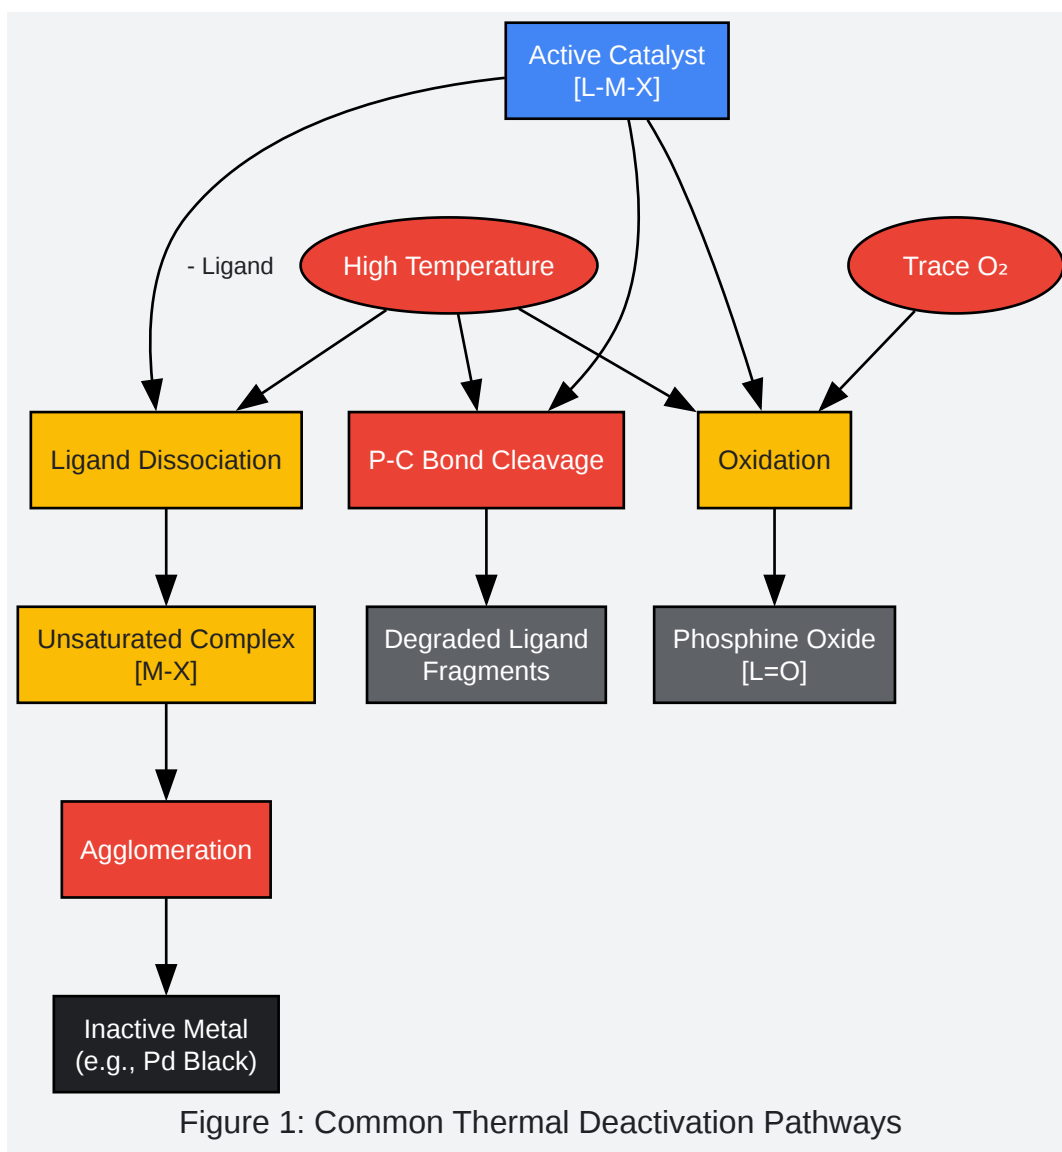 Active Catalyst
[L-M-X]
- Ligand
High Temperature
Trace O₂
Ligand Dissociation
P-C Bond Cleavage
Oxidation
Unsaturated Complex
[M-X]
Degraded Ligand
Fragments
Phosphine Oxide
[L=O]
Agglomeration
Inactive Metal
(e.g., Pd Black)
Figure 1: Common Thermal Deactivation Pathways